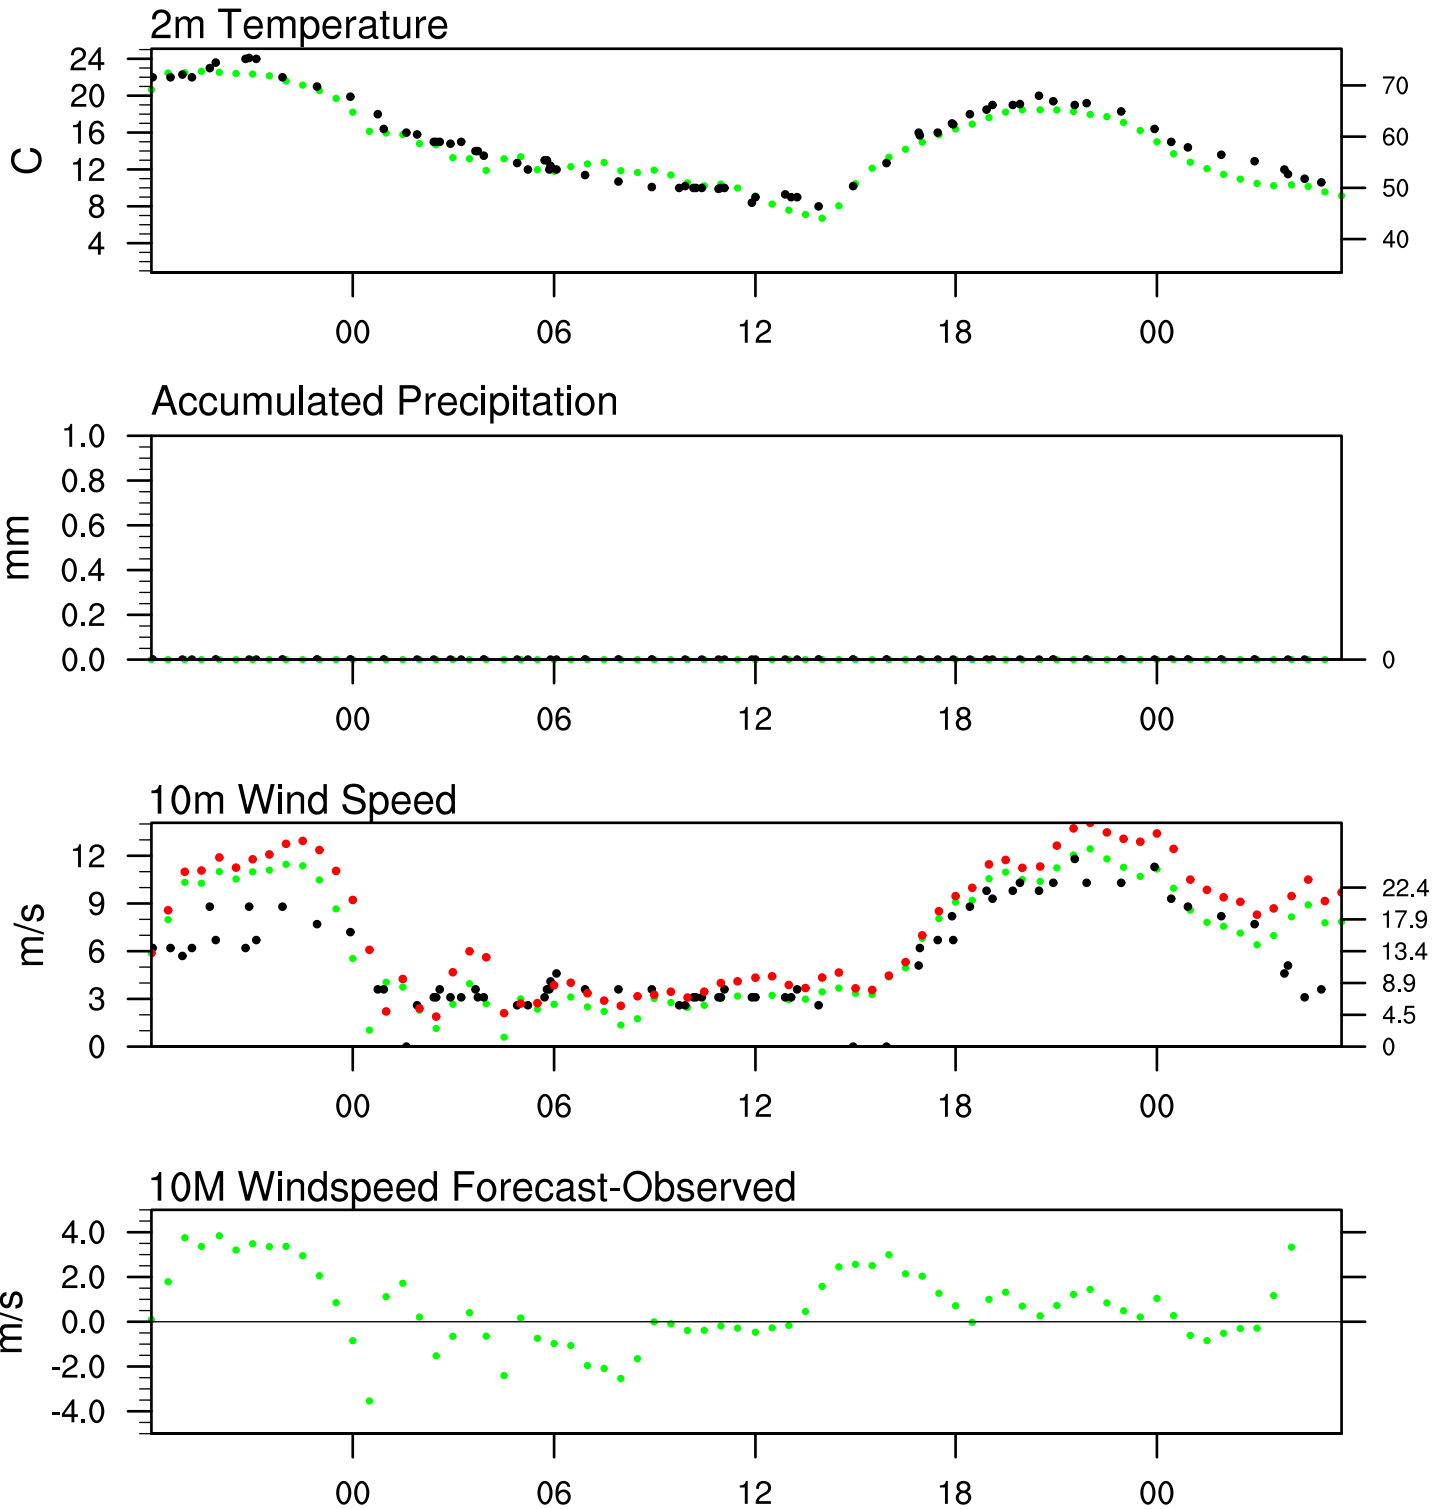 2m Temperature
24
20
16
12
8
4
C
70
60
50
40
00 06 12 18 00
Accumulated Precipitation
1.0
0.8
0.6
0.4
0.2
0.0
mm
0
00 06 12 18 00
10m Wind Speed
12
9
6
3
0
m/s
22.4
17.9
13.4
8.9
4.5
0
00 06 12 18 00
10M Windspeed Forecast-Observed
4.0
2.0
0.0
-2.0
-4.0
m/s
00 06 12 18 00